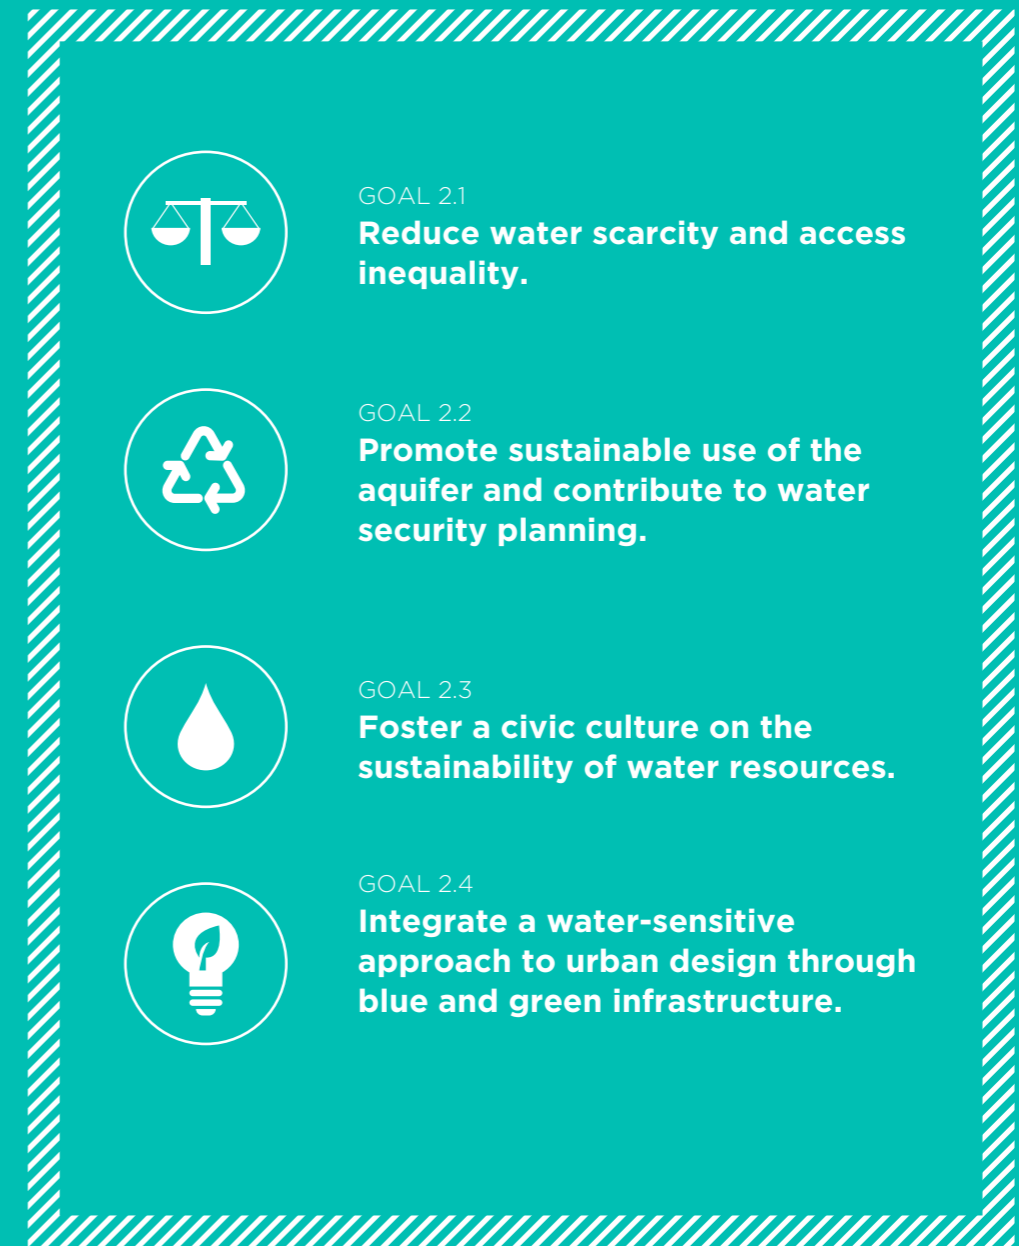 GOAL 2.1
Reduce water scarcity and access
inequality.
GOAL 2.2
Promote sustainable use of the
aquifer and contribute to water
security planning.
GOAL 2.3
Foster a civic culture on the
sustainability of water resources.
GOAL 2.4
Integrate a water-sensitive
approach to urban design through
blue and green infrastructure.